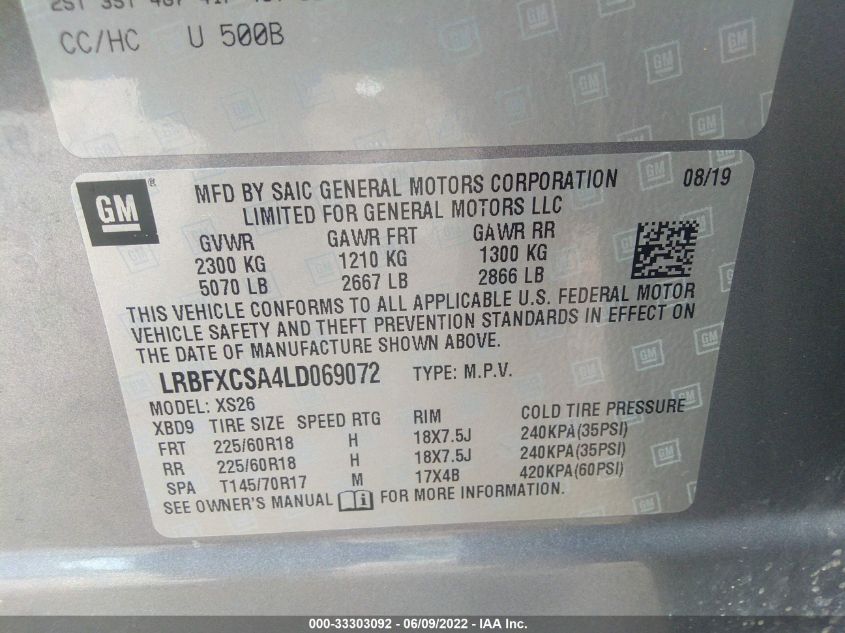 CC/HC U 500B
GM
GM ®
MFD BY SAIC GENERAL MOTORS CORPORATION 08/19
LIMITED FOR GENERAL MOTORS LLC
GVWR GAWR FRT GAWR RR
2300 KG 1210 KG 1300 KG
5070 LB 2667 LB 2866 LB
THIS VEHICLE CONFORMS TO ALL APPLICABLE U.S. FEDERAL MOTOR
VEHICLE SAFETY AND THEFT PREVENTION STANDARDS IN EFFECT ON
THE DATE OF MANUFACTURE SHOWN ABOVE.
LRBFXCSA4LD069072 TYPE: M.P.V.
MODEL: XS26
XBD9 TIRE SIZE SPEED RTG RIM COLD TIRE PRESSURE
FRT 225/60R18 H 18X7.5J 240KPA(35PSI)
RR 225/60R18 H 18X7.5J 240KPA(35PSI)
SPA T145/70R17 M 17X4B 420KPA(60PSI)
SEE OWNER'S MANUAL FOR MORE INFORMATION.
000-33303092 - 06/09/2022 - IAA Inc.